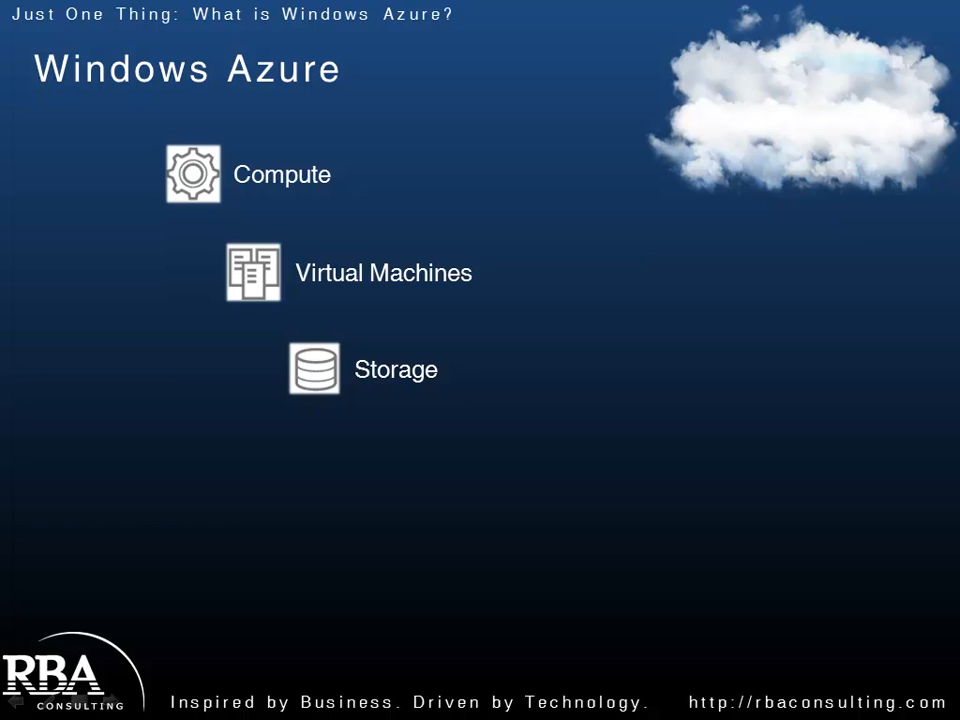 Just One Thing: What is Windows Azure?
Windows Azure
Compute
Virtual Machines
Storage
RBA
CONSULTING
Inspired by Business. Driven by Technology.
http://rbaconsulting.com